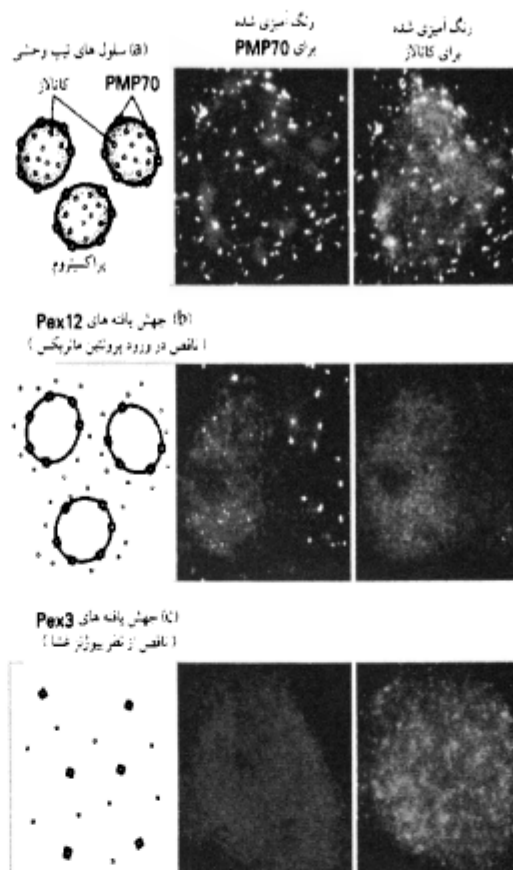 رنگ آمیزی شده
برای PMP70
رنگ آمیزی شده
برای کاتالاز
(a) سلول های تیپ وحشی
کاتالاز
PMP70
پراکسیزوم
(b) جهش یافته های Pex12
( ناقص در ورود پروتئین ماتریکس )
(c) جهش یافته های Pex3
( ناقص از نظر بیوژنز غشا )